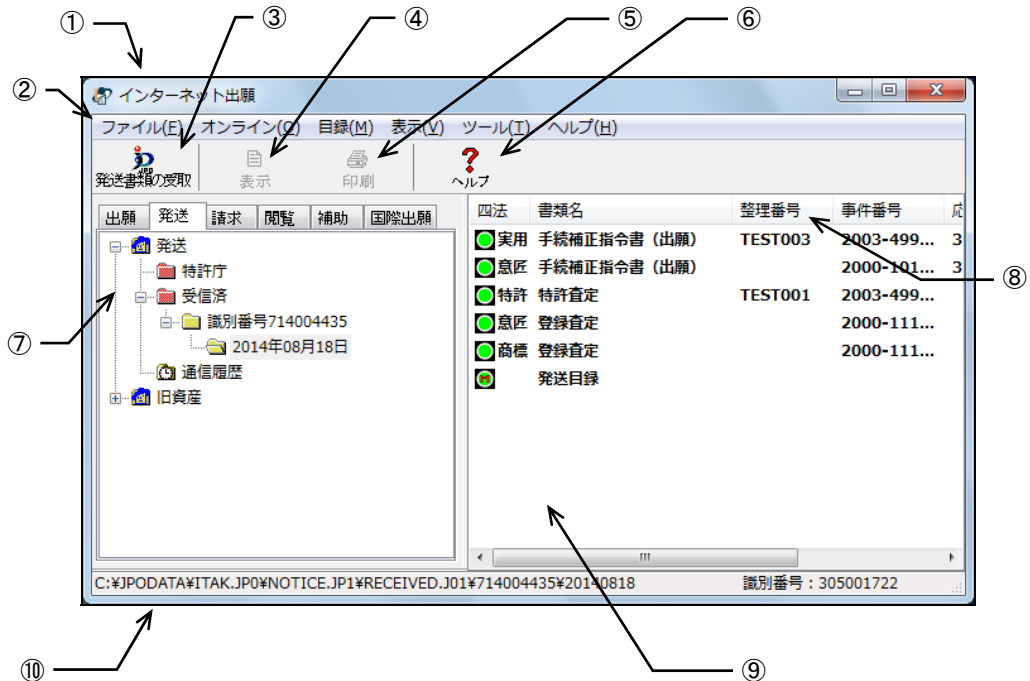 ① ③ ④ ⑤ ⑥
②
インターネット出願
ファイル(F) オンライン(O) 目録(M) 表示(V) ツール(T) ヘルプ(H)
発送書類の受取 表示 印刷 ヘルプ
出願 発送 請求 閲覧 補助 国際出願
発送
特許庁
受信済
識別番号714004435
2014年08月18日
通信履歴
旧資産
⑦
四法 書類名 整理番号 事件番号
実用 手続補正指令書（出願） TEST003 2003-499... 3
意匠 手続補正指令書（出願） 2000-101... 3
特許 特許査定 TEST001 2003-499...
意匠 登録査定 2000-111...
商標 登録査定 2000-111...
発送目録
⑧
C:¥JPODATA¥ITAK.JP0¥NOTICE.JP1¥RECEIVED.J01¥714004435¥20140818 識別番号：305001722
⑩ ⑨